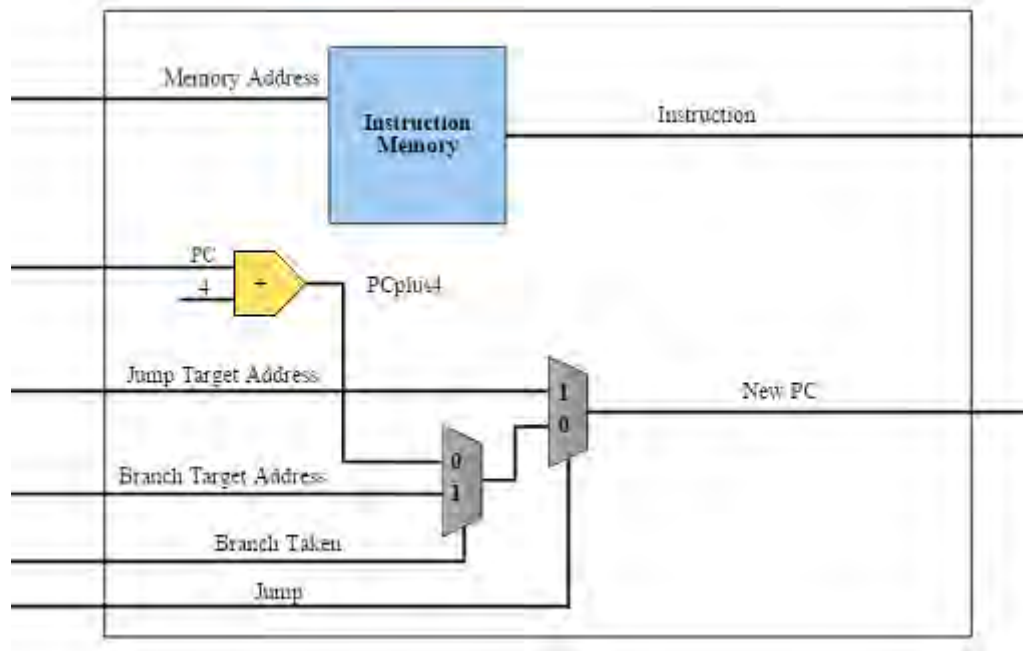 Memory Address
Instruction
Memory
Instruction
PC
4
+
PCplus4
Jump Target Address
1
0
New PC
Branch Target Address
0
1
Branch Taken
Jump